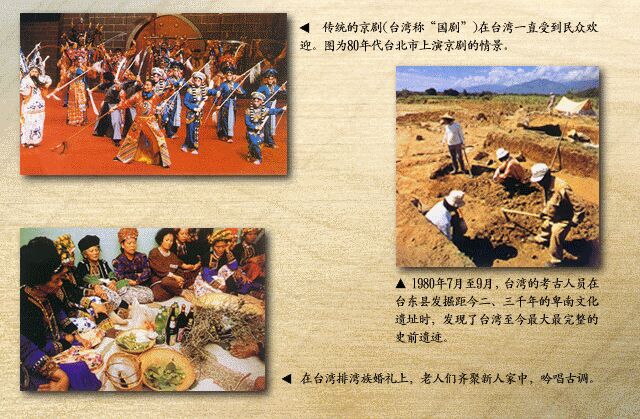 ◀ 传统的京剧(台湾称“国剧”)在台湾一直受到民众欢
迎。图为80年代台北市上演京剧的情景。
▲ 1980年7月至9月，台湾的考古人员在
台东县发掘距今二、三千年的卑南文化
遗址时，发现了台湾至今最大最完整的
史前遗迹。
◀ 在台湾排湾族婚礼上，老人们齐聚新人家中，吟唱古调。